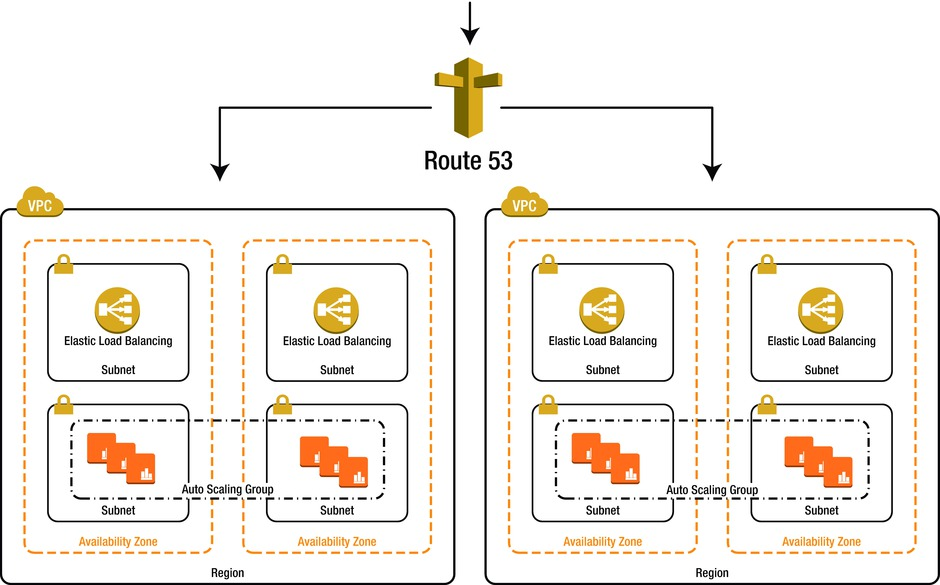 Route 53
VPC
VPC
Elastic Load Balancing
Elastic Load Balancing
Elastic Load Balancing
Elastic Load Balancing
Subnet
Subnet
Subnet
Subnet
Auto Scaling Group
Auto Scaling Group
Subnet
Subnet
Subnet
Subnet
Availability Zone
Availability Zone
Availability Zone
Availability Zone
Region
Region